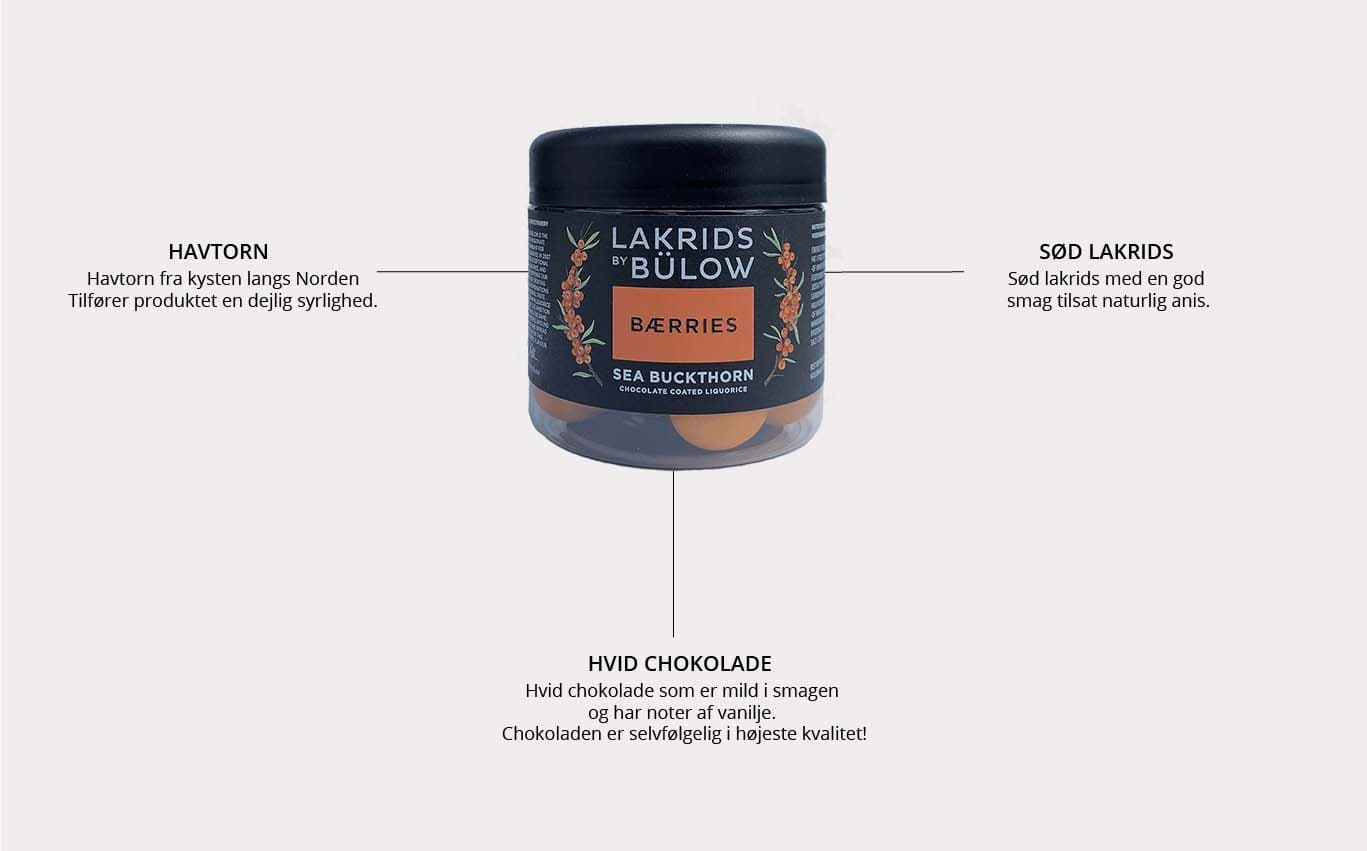 HAVTORN
Havtorn fra kysten langs Norden
Tilfører produktet en dejlig syrlighed.
LAKRIDS
BY BÜLOW
BÆRRIES
SEA BUCKTHORN
CHOCOLATE COATED LIQUORICE
SØD LAKRIDS
Sød lakrids med en god
smag tilsat naturlig anis.
HVID CHOKOLADE
Hvid chokolade som er mild i smagen
og har noter af vanilje.
Chokoladen er selvfølgelig i højeste kvalitet!